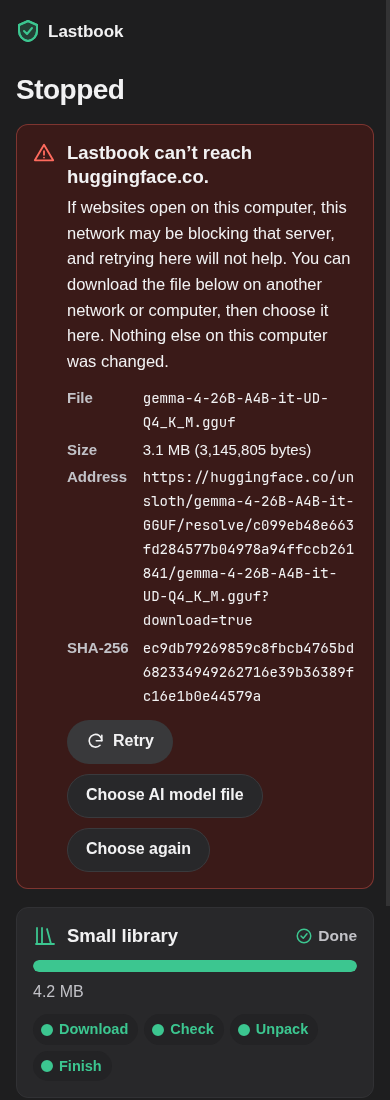 Lastbook
Stopped
Lastbook can’t reach
huggingface.co.
If websites open on this computer, this
network may be blocking that server,
and retrying here will not help. You can
download the file below on another
network or computer, then choose it
here. Nothing else on this computer
was changed.
File gemma-4-26B-A4B-it-UD-
Q4_K_M.gguf
Size 3.1 MB (3,145,805 bytes)
Address https://huggingface.co/un
sloth/gemma-4-26B-A4B-it-
GGUF/resolve/c099eb48e663
fd284577b04978a94ffccb261
841/gemma-4-26B-A4B-it-
UD-Q4_K_M.gguf?
download=true
SHA-256 ec9db79269859c8fbcb4765bd
682334949262716e39b36389f
c16e1b0e44579a
Retry
Choose AI model file
Choose again
Small library Done
4.2 MB
Download Check Unpack
Finish